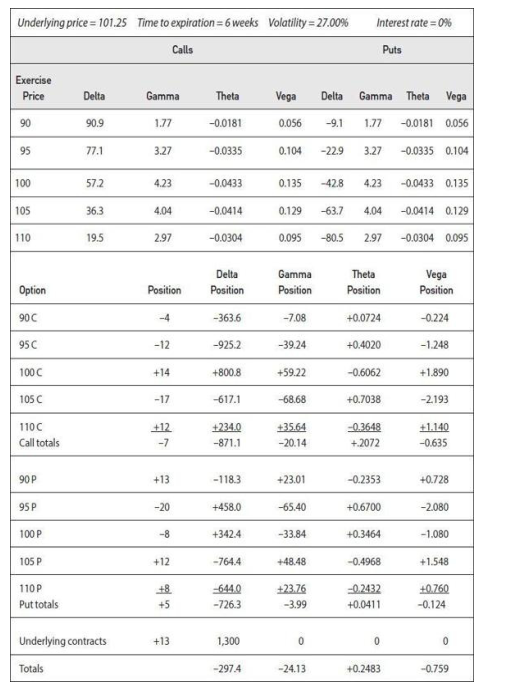 Underlying price = 101.25 Time to expiration = 6 weeks Volatility = 27.00% Interest rate = 0%
Calls Puts
Exercise
Price Delta Gamma Theta Vega Delta Gamma Theta Vega
90 90.9 1.77 –0.0181 0.056 –9.1 1.77 –0.0181 0.056
95 77.1 3.27 –0.0335 0.104 –22.9 3.27 –0.0335 0.104
100 57.2 4.23 –0.0433 0.135 –42.8 4.23 –0.0433 0.135
105 36.3 4.04 –0.0414 0.129 –63.7 4.04 –0.0414 0.129
110 19.5 2.97 –0.0304 0.095 –80.5 2.97 –0.0304 0.095
Delta Gamma Theta Vega
Option Position Position Position Position Position
90 C –4 –363.6 –7.08 +0.0724 –0.224
95 C –12 –925.2 –39.24 +0.4020 –1.248
100 C +14 +800.8 +59.22 –0.6062 +1.890
105 C –17 –617.1 –68.68 +0.7038 –2.193
110 C +12 +234.0 +35.64 –0.3648 +1.140
Call totals –7 –871.1 –20.14 +.2072 –0.635
90 P +13 –118.3 +23.01 –0.2353 +0.728
95 P –20 +458.0 –65.40 +0.6700 –2.080
100 P –8 +342.4 –33.84 +0.3464 –1.080
105 P +12 –764.4 +48.48 –0.4968 +1.548
110 P +8 –644.0 +23.76 –0.2432 +0.760
Put totals +5 –726.3 –3.99 +0.0411 –0.124
Underlying contracts +13 1,300 0 0 0
Totals –297.4 –24.13 +0.2483 –0.759